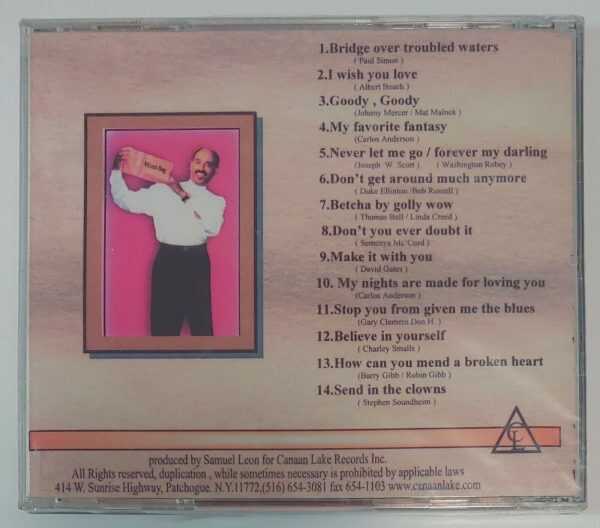 1.Bridge over troubled waters
( Paul Simon )
2.I wish you love
( Albert Beach )
3.Goody , Goody
(Johnny Mercer / Mat Malnek )
4.My favorite fantasy
(Carlos Anderson)
5.Never let me go / forever my darling
(Joseph W. Scott ) ( Washington Robey )
6.Don't get around much anymore
( Duke Ellinton /Bob Russell )
7.Betcha by golly wow
( Thomas Bell / Linda Creed )
8.Don't you ever doubt it
9.Make it with you
( David Gates )
10. My nights are made for loving you
(Carlos Anderson)
11.Stop you from given me the blues
(Gary Clemens Don H. )
12.Believe in yourself
( Charley Smalls )
13.How can you mend a broken heart
(Barry Gibb / Robin Gibb )
14.Send in the clowns
( Stephen Soundheim )
CL
produced by Samuel Leon for Canaan Lake Records Inc.
All Rights reserved, duplication , while sometimes necessary is prohibited by applicable laws
414 W. Sunrise Highway, Patchogue. N.Y.11772,(516) 654-3081 fax 654-1103 www.canaanlake.com